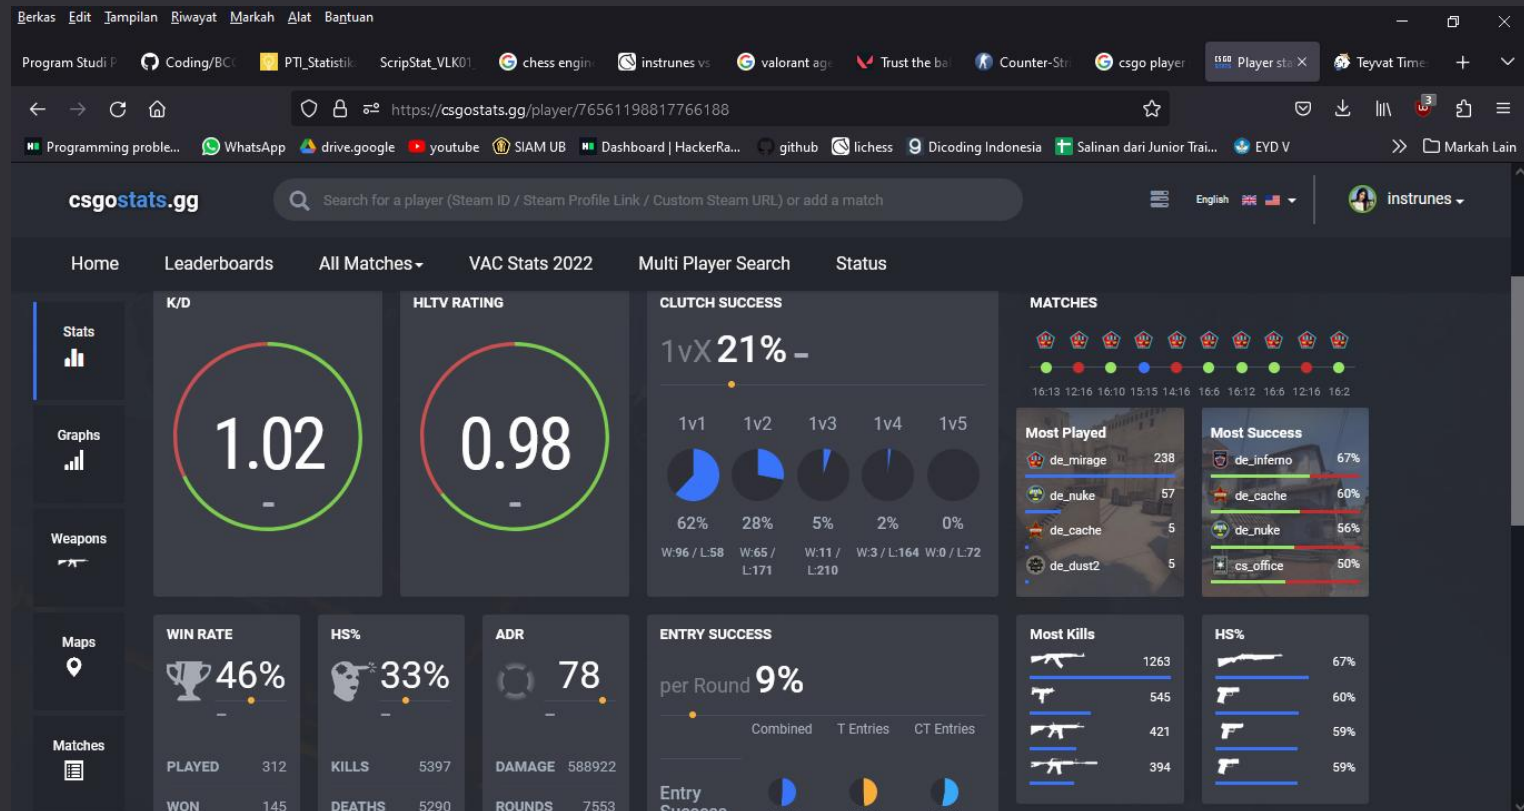 Berkas Edit Tampilan Riwayat Markah Alat Bantuan
Program Studi P Coding/BC PTI_Statistik ScripStat_VLK01_ chess engin instrunes vs valorant age Trust the ba Counter-Str csgo player Player sta Teyvat Time
https://csgostats.gg/player/76561198817766188 3
Programming proble... WhatsApp drive.google youtube SIAM UB Dashboard | HackerRa... github lichess Dicoding Indonesia Salinan dari Junior Trai... EYD V Markah Lain
csgostats.gg Search for a player (Steam ID / Steam Profile Link / Custom Steam URL) or add a match English instrunes
Home Leaderboards All Matches VAC Stats 2022 Multi Player Search Status
Stats
Graphs
Weapons
Maps
Matches
K/D
1.02
-
HLTV RATING
0.98
-
CLUTCH SUCCESS
1vX 21% -
1v1 1v2 1v3 1v4 1v5
62% 28% 5% 2% 0%
W:96 / L:58 W:65 / L:171 W:11 / L:210 W:3 / L:164 W:0 / L:72
MATCHES
16:13 12:16 16:10 15:15 14:16 16:6 16:12 16:6 12:16 16:2
Most Played
de_mirage 238
de_nuke 57
de_cache 5
de_dust2 5
Most Success
de_inferno 67%
de_cache 60%
de_nuke 56%
cs_office 50%
WIN RATE
46%
-
PLAYED 312
WON 145
HS%
33%
-
KILLS 5397
DEATHS 5290
ADR
78
-
DAMAGE 588922
ROUNDS 7553
ENTRY SUCCESS
per Round 9%
Combined T Entries CT Entries
Entry
Success
Most Kills
1263
545
421
394
HS%
67%
60%
59%
59%